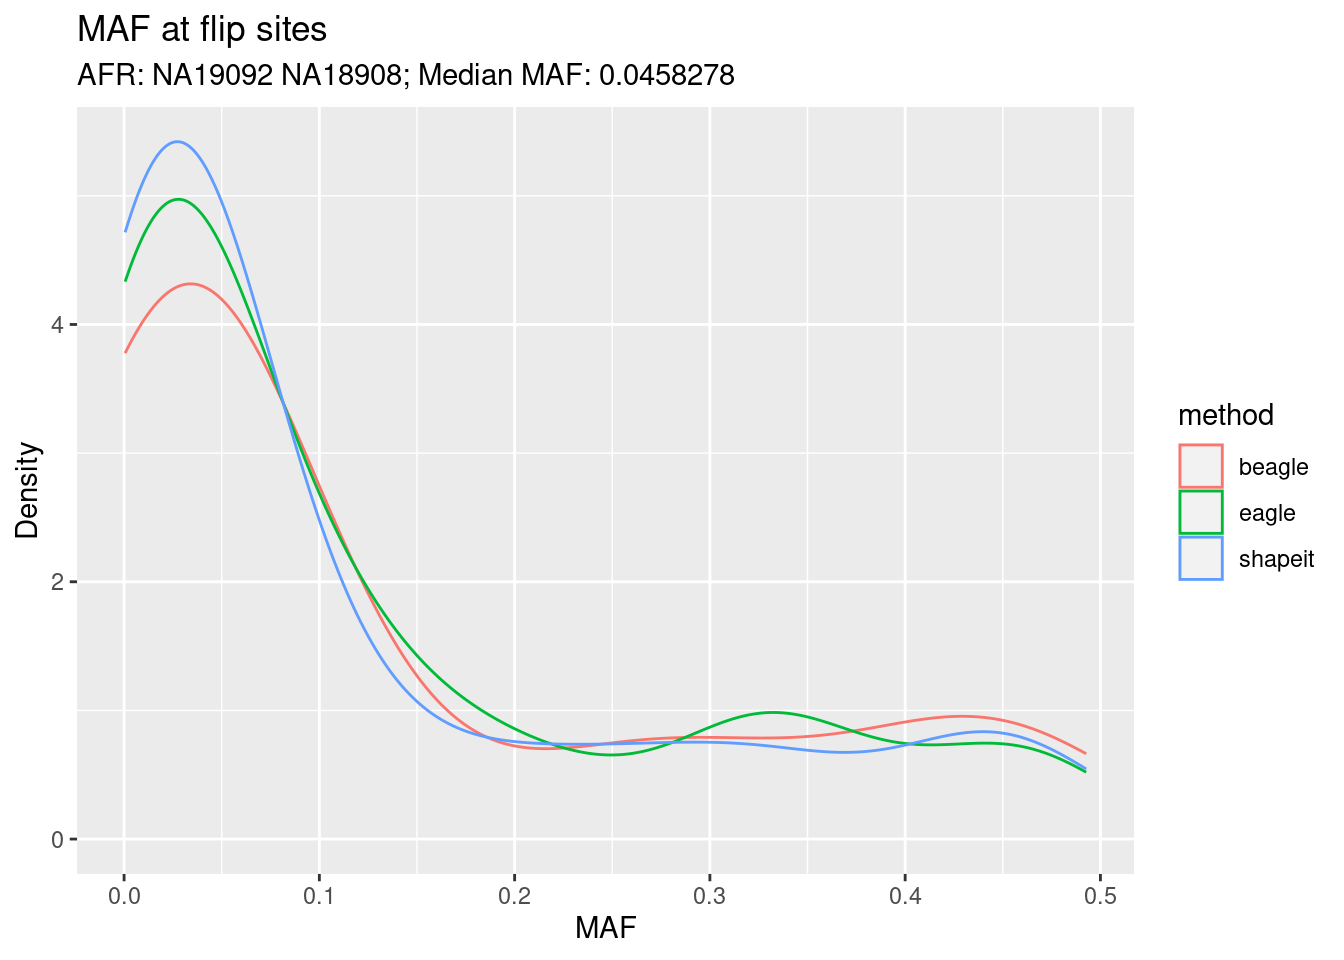 MAF at flip sites
AFR: NA19092 NA18908; Median MAF: 0.0458278
Density
4
2
0
0.0 0.1 0.2 0.3 0.4 0.5
MAF
method
beagle
eagle
shapeit